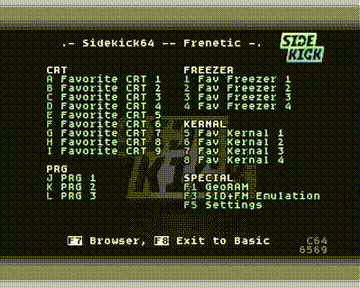 .- Sidekick64 -- Frenetic -.
SIDE
KICK
CRT
A Favorite CRT 1
B Favorite CRT 2
C Favorite CRT 3
D Favorite CRT 4
E Favorite CRT 5
F Favorite CRT 6
G Favorite CRT 7
H Favorite CRT 8
I Favorite CRT 9
PRG
J PRG 1
K PRG 2
L PRG 3
FREEZER
1 Fav Freezer 1
2 Fav Freezer 2
3 Fav Freezer 3
4 Fav Freezer 4
KERNAL
5 Fav Kernal 1
6 Fav Kernal 2
7 Fav Kernal 3
8 Fav Kernal 4
SPECIAL
F1 GeoRAM
F3 SID+FM Emulation
F5 Settings
F7 Browser, F8 Exit to Basic
C64
6569